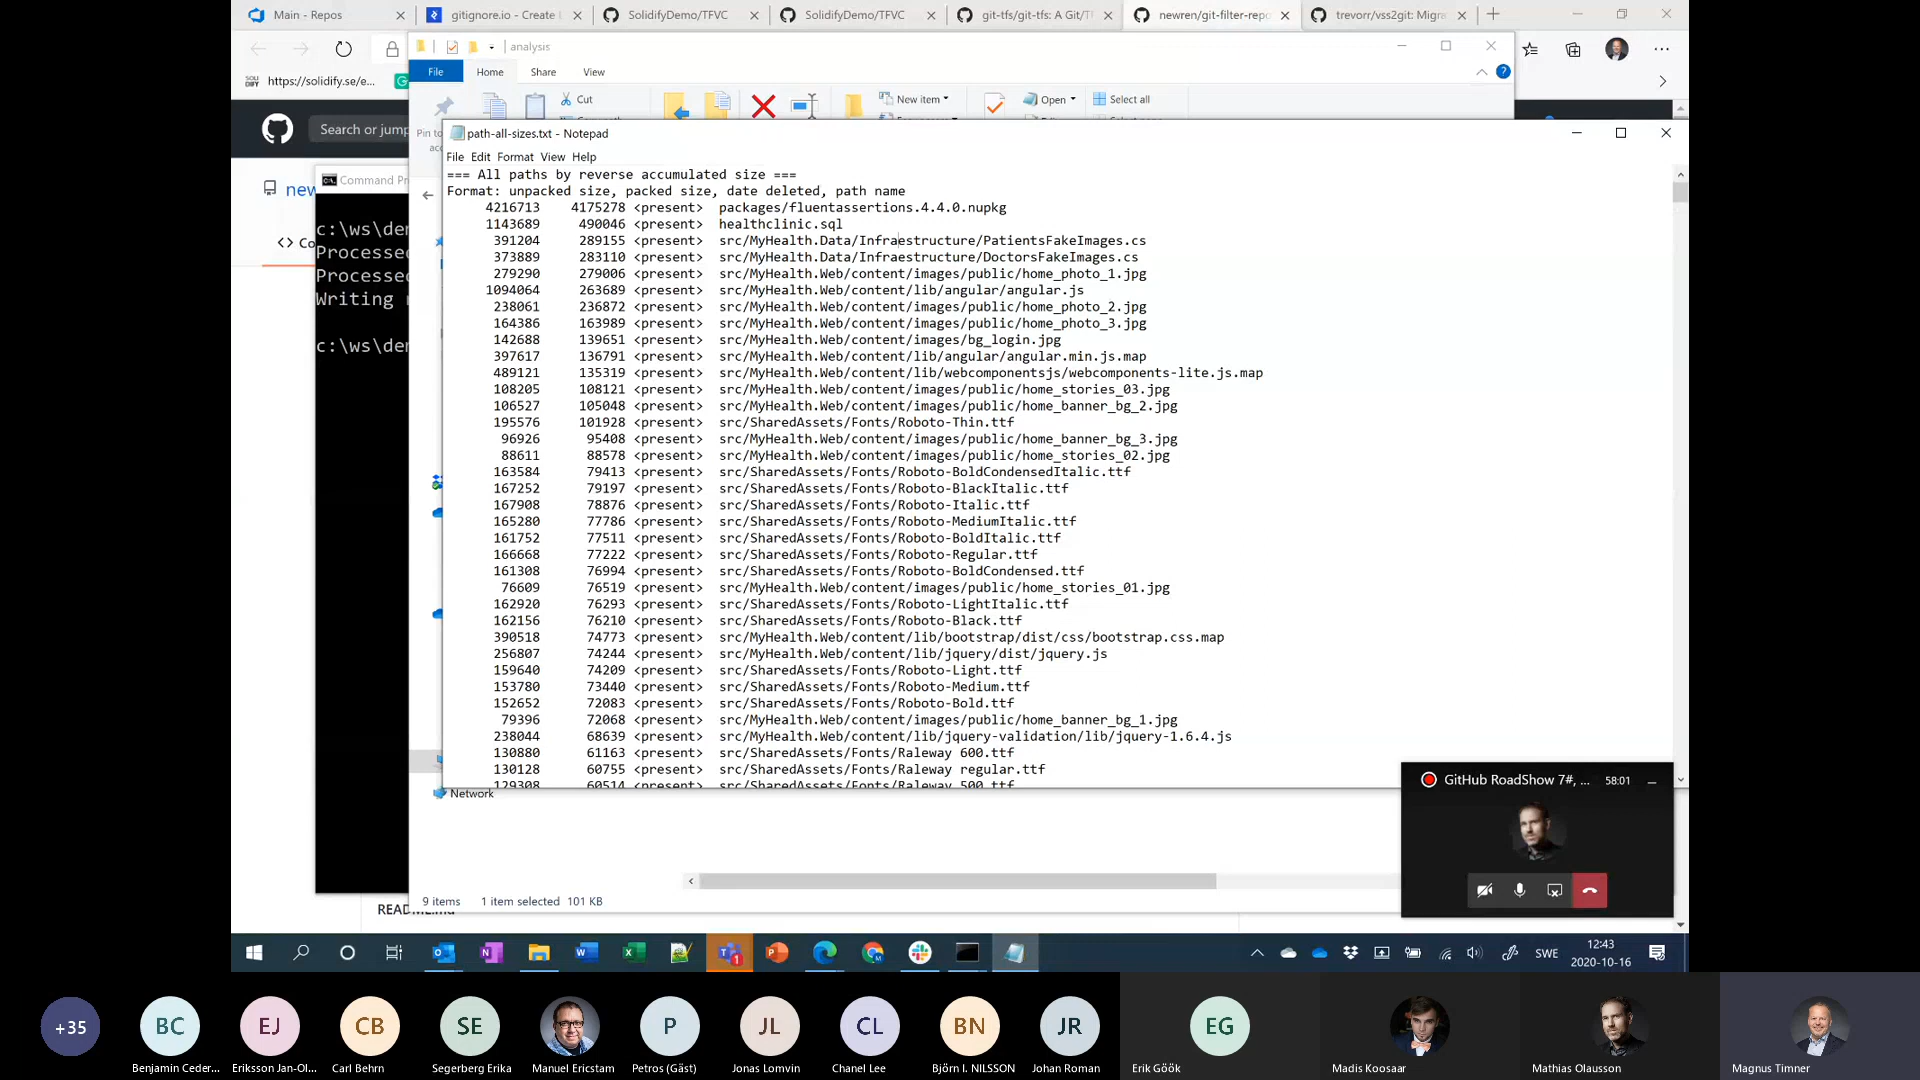 Main - Repos
gitignore.io - Create
SolidifyDemo/TFVC
SolidifyDemo/TFVC
git-tfs/git-tfs: A Git/T
newren/git-filter-repo
trevorr/vss2git: Migra
https://solidify.se/e...
analysis
File
Home
Share
View
Cut
New item
Open
Select all
Search or jump
Pin to
new
Command Pr
path-all-sizes.txt - Notepad
File Edit Format View Help
=== All paths by reverse accumulated size ===
Format: unpacked size, packed size, date deleted, path name
4216713 4175278 <present> packages/fluentassertions.4.4.0.nupkg
1143689 490046 <present> healthclinic.sql
391204 289155 <present> src/MyHealth.Data/Infraestructure/PatientsFakeImages.cs
373889 283110 <present> src/MyHealth.Data/Infraestructure/DoctorsFakeImages.cs
279290 279006 <present> src/MyHealth.Web/content/images/public/home_photo_1.jpg
1094064 263689 <present> src/MyHealth.Web/content/lib/angular/angular.js
238061 236872 <present> src/MyHealth.Web/content/images/public/home_photo_2.jpg
164386 163989 <present> src/MyHealth.Web/content/images/public/home_photo_3.jpg
142688 139651 <present> src/MyHealth.Web/content/images/bg_login.jpg
397617 136791 <present> src/MyHealth.Web/content/lib/angular/angular.min.js.map
489121 135319 <present> src/MyHealth.Web/content/lib/webcomponentsjs/webcomponents-lite.js.map
108205 108121 <present> src/MyHealth.Web/content/images/public/home_stories_03.jpg
106527 105048 <present> src/MyHealth.Web/content/images/public/home_banner_bg_2.jpg
195576 101928 <present> src/SharedAssets/Fonts/Roboto-Thin.ttf
96926 95408 <present> src/MyHealth.Web/content/images/public/home_banner_bg_3.jpg
88611 88578 <present> src/MyHealth.Web/content/images/public/home_stories_02.jpg
163584 79413 <present> src/SharedAssets/Fonts/Roboto-BoldCondensedItalic.ttf
167252 79197 <present> src/SharedAssets/Fonts/Roboto-BlackItalic.ttf
167908 78876 <present> src/SharedAssets/Fonts/Roboto-Italic.ttf
165280 77786 <present> src/SharedAssets/Fonts/Roboto-MediumItalic.ttf
161752 77511 <present> src/SharedAssets/Fonts/Roboto-BoldItalic.ttf
166668 77222 <present> src/SharedAssets/Fonts/Roboto-Regular.ttf
161308 76994 <present> src/SharedAssets/Fonts/Roboto-BoldCondensed.ttf
76609 76519 <present> src/MyHealth.Web/content/images/public/home_stories_01.jpg
162920 76293 <present> src/SharedAssets/Fonts/Roboto-LightItalic.ttf
162156 76210 <present> src/SharedAssets/Fonts/Roboto-Black.ttf
390518 74773 <present> src/MyHealth.Web/content/lib/bootstrap/dist/css/bootstrap.css.map
256807 74244 <present> src/MyHealth.Web/content/lib/jquery/dist/jquery.js
159640 74209 <present> src/SharedAssets/Fonts/Roboto-Light.ttf
153780 73440 <present> src/SharedAssets/Fonts/Roboto-Medium.ttf
152652 72083 <present> src/SharedAssets/Fonts/Roboto-Bold.ttf
79396 72068 <present> src/MyHealth.Web/content/images/public/home_banner_bg_1.jpg
238044 68639 <present> src/MyHealth.Web/content/lib/jquery-validation/lib/jquery-1.6.4.js
130880 61163 <present> src/SharedAssets/Fonts/Raleway 600.ttf
130128 60755 <present> src/SharedAssets/Fonts/Raleway regular.ttf
129308 60514 <present> src/SharedAssets/Fonts/Raleway 500.ttf
<> Co
c:\ws\de
Processe
Processe
Writing
c:\ws\de
Network
9 items 1 item selected 101 KB
GitHub RoadShow 7#, ... 58:01
SWE
12:43
2020-10-16
+35
BC
EJ
CB
SE
P
JL
CL
BN
JR
EG
Benjamin Ceder...
Eriksson Jan-Ol...
Carl Behrn
Segerberg Erika
Manuel Ericstam
Petros (Gäst)
Jonas Lomvin
Chanel Lee
Björn I. NILSSON
Johan Roman
Erik Göök
Madis Koosaar
Mathias Olausson
Magnus Timner